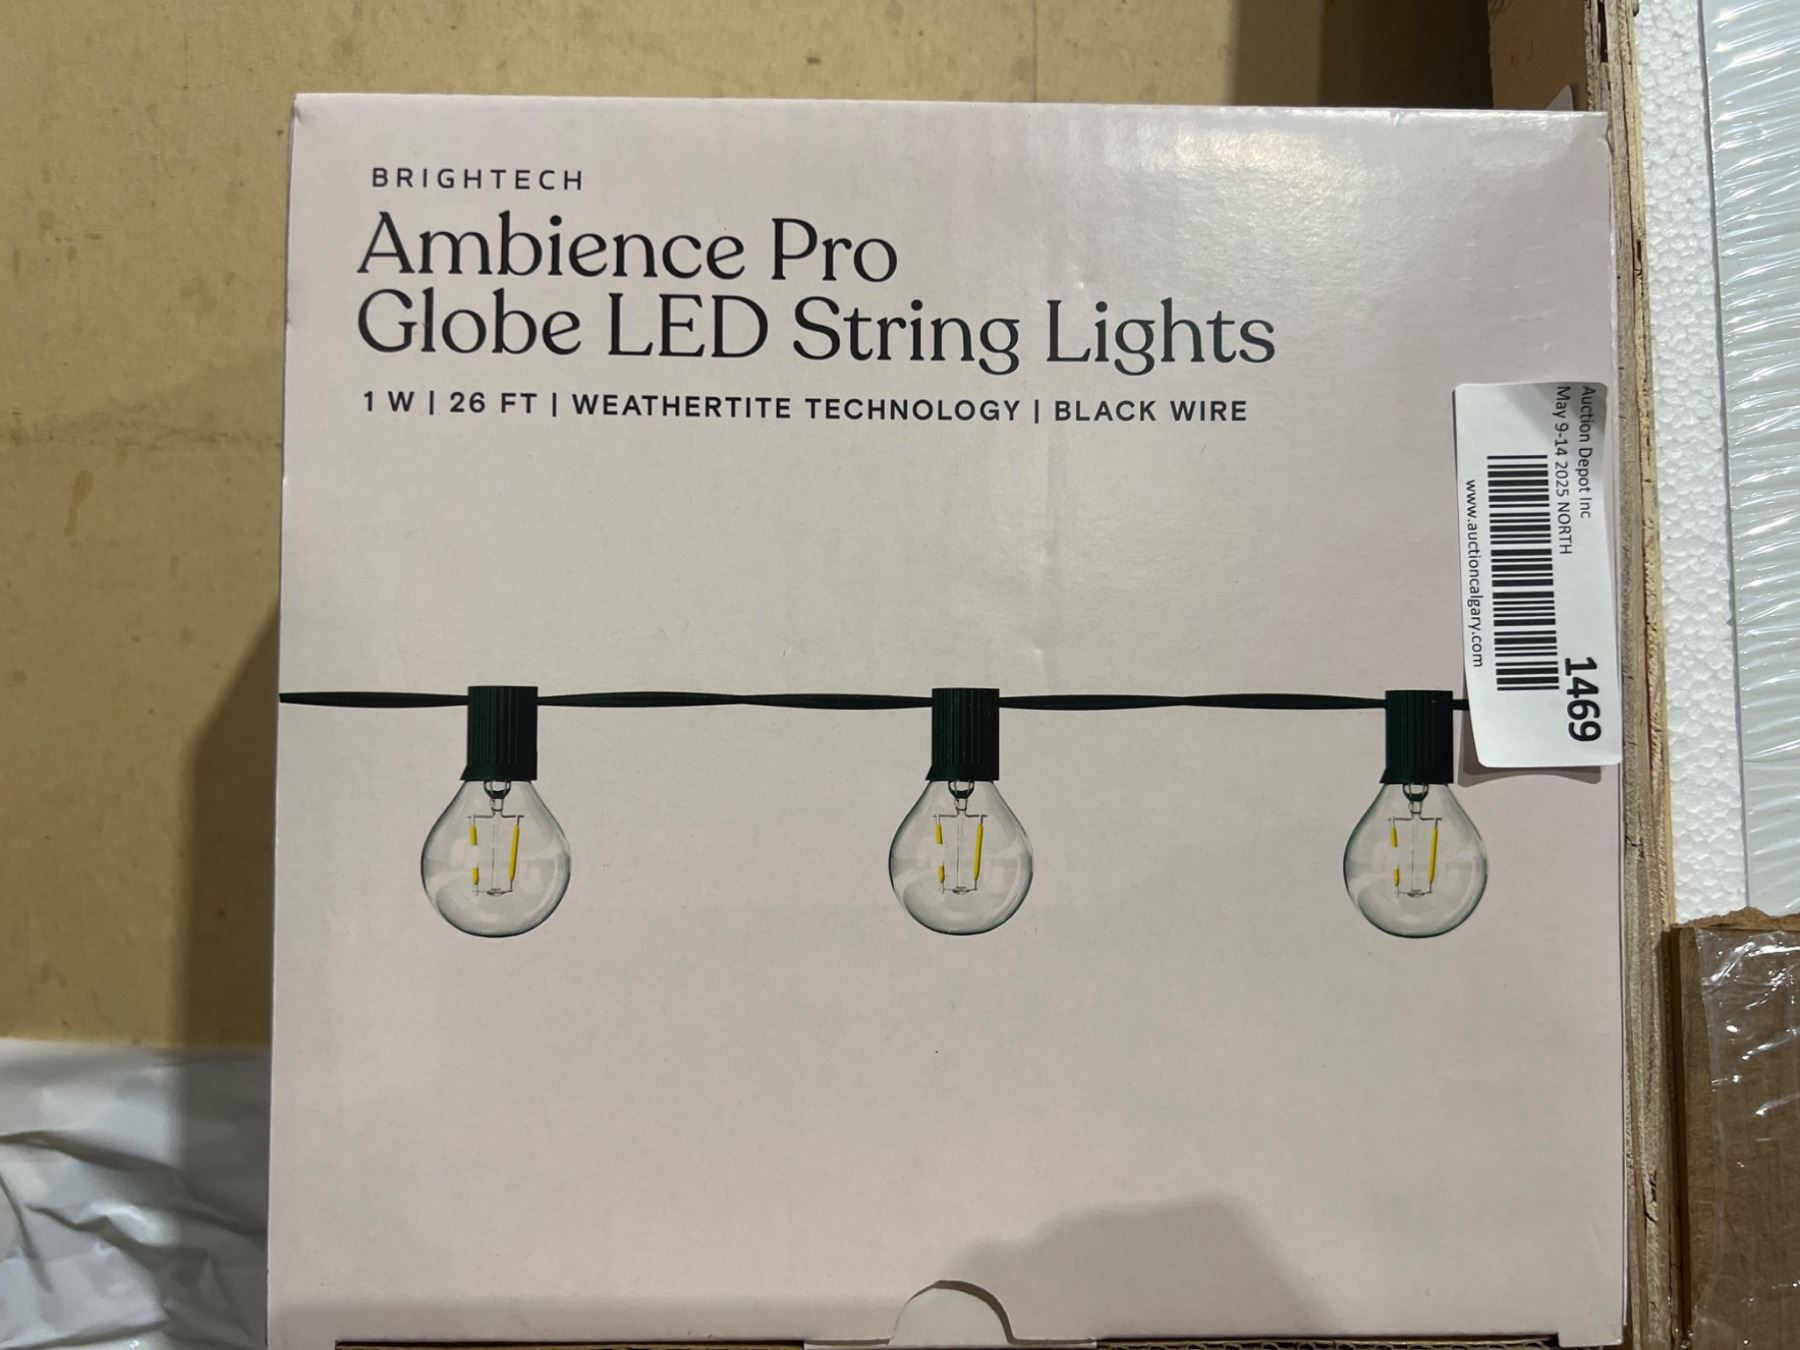 BRIGHTECH
Ambience Pro
Globe LED String Lights
1 W | 26 FT | WEATHERTITE TECHNOLOGY | BLACK WIRE
Auction Depot Inc
May 9-14 2025 NORTH
www.auctioncalgary.com
1469